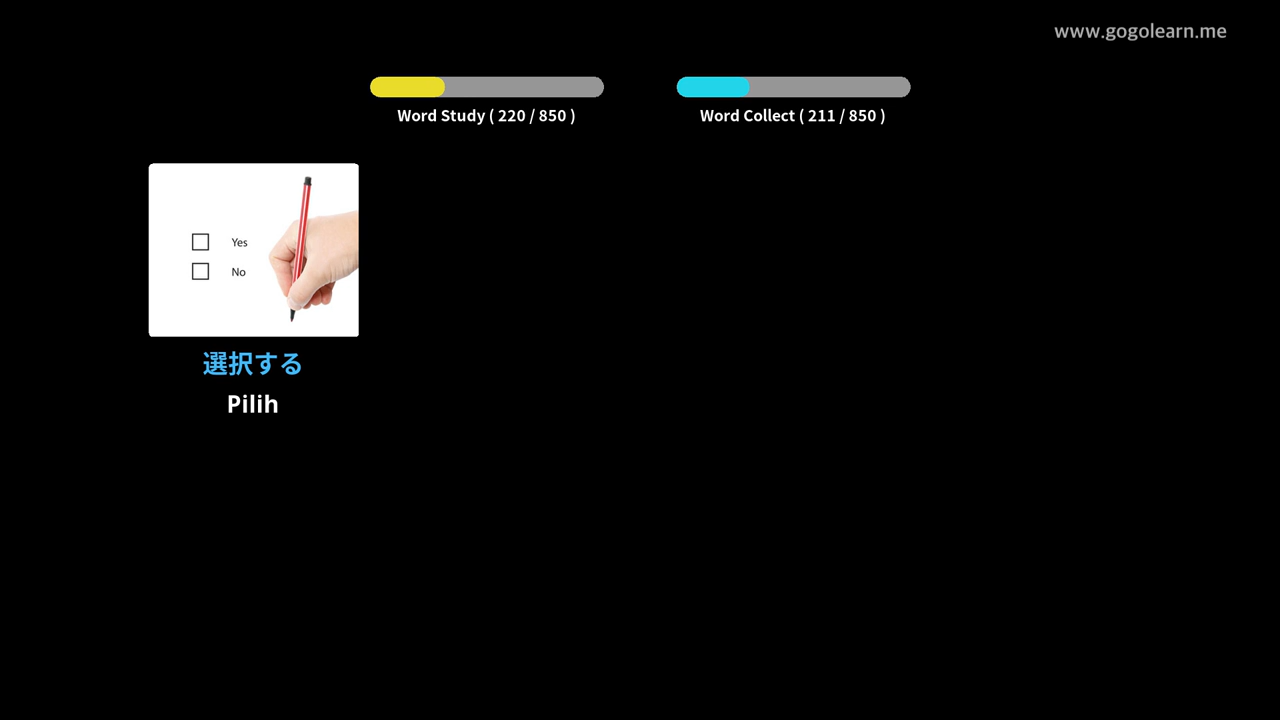 www.gogolearn.me
Word Study ( 220 / 850 )
Word Collect ( 211 / 850 )
Yes
No
選択する
Pilih